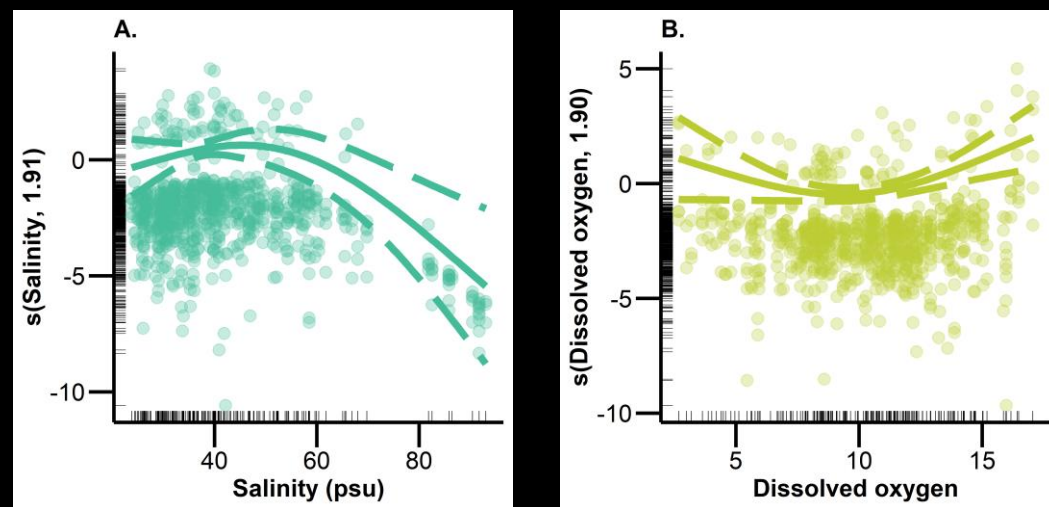 A.
s(Salinity, 1.91)
0
-5
-10
40 60 80
Salinity (psu)
B.
s(Dissolved oxygen, 1.90)
5
0
-5
-10
5 10 15
Dissolved oxygen